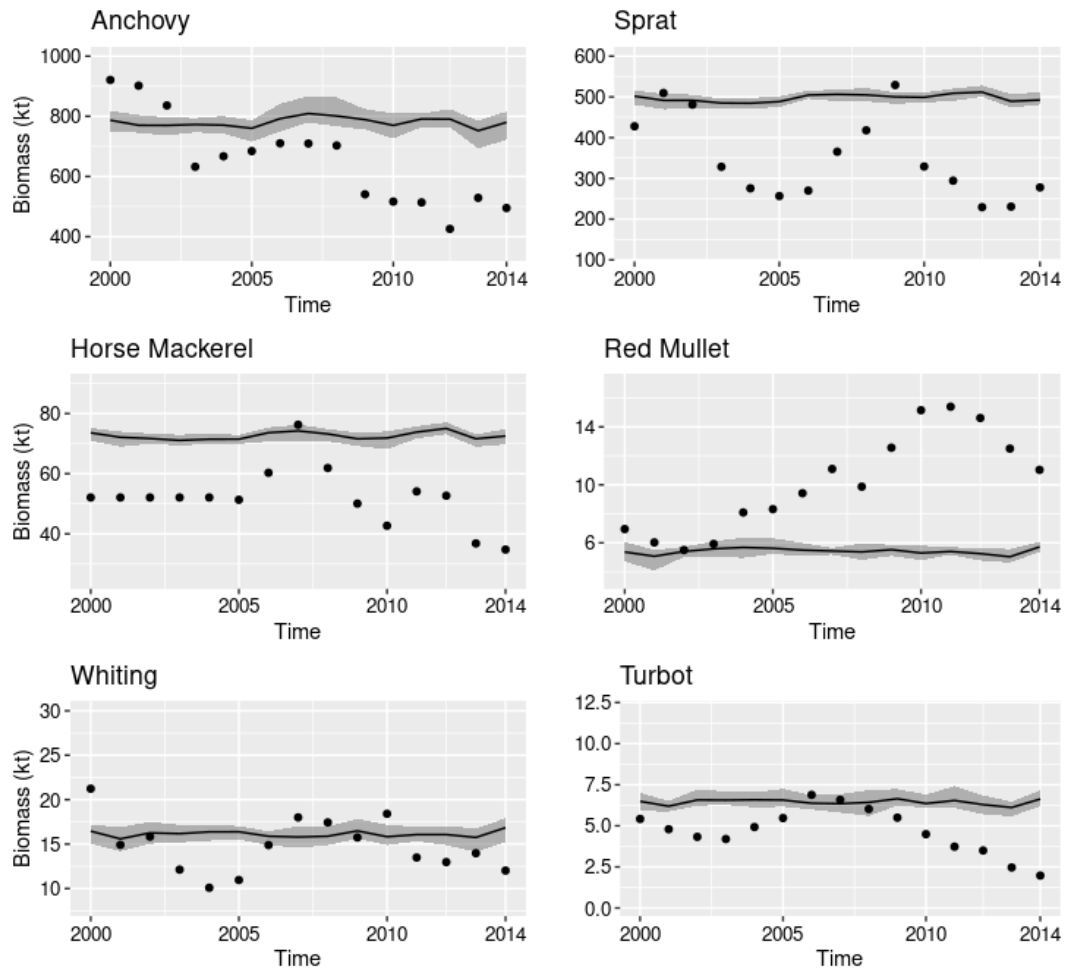 Anchovy
Biomass (kt)
1000
800
600
400
2000 2005 2010 2014
Time
Sprat
600
500
400
300
200
100
2000 2005 2010 2014
Time
Horse Mackerel
Biomass (kt)
80
60
40
2000 2005 2010 2014
Time
Red Mullet
14
10
6
2000 2005 2010 2014
Time
Whiting
Biomass (kt)
30
25
20
15
10
2000 2005 2010 2014
Time
Turbot
12.5
10.0
7.5
5.0
2.5
0.0
2000 2005 2010 2014
Time